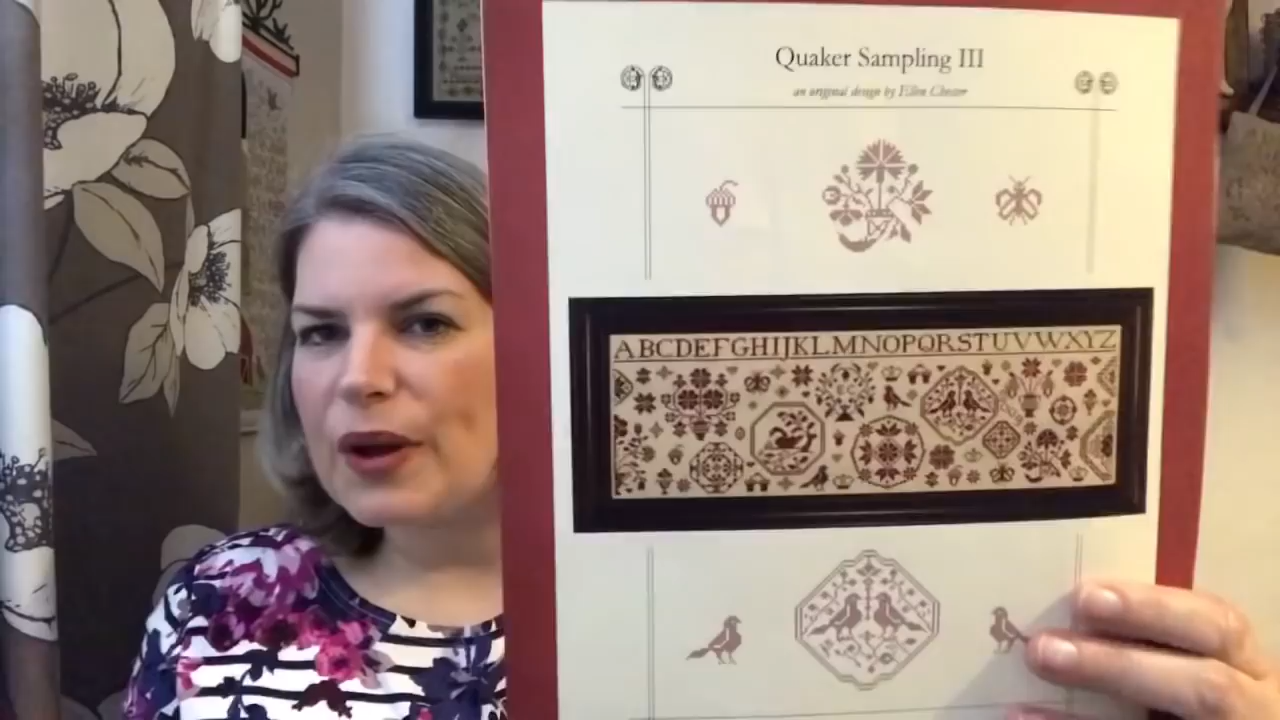 Quaker Sampling III
an original design by Ellen Chester
ABCDEFGHIJKLMNOPQRSTUVWXYZ